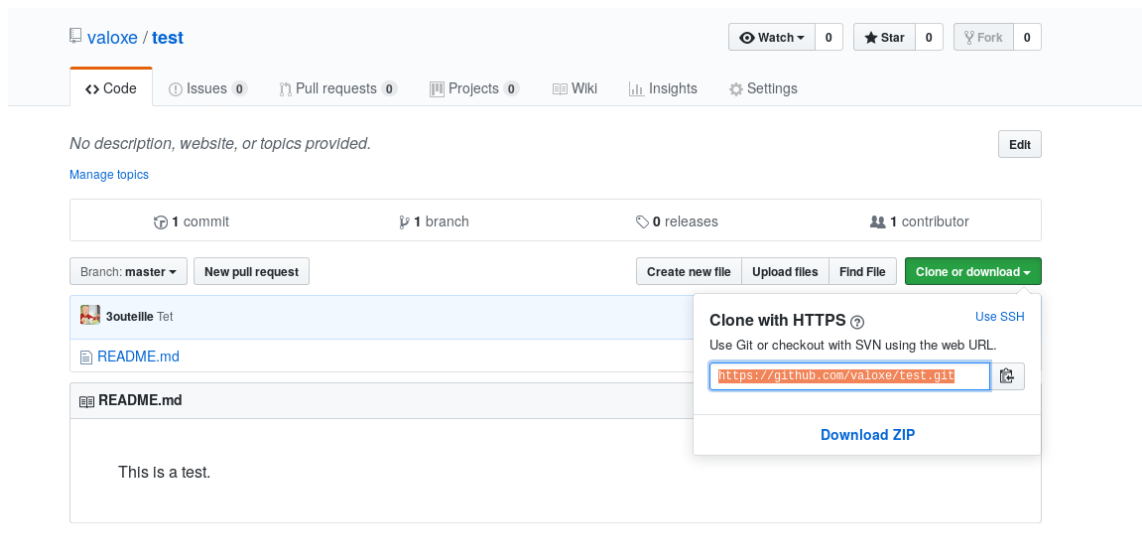 valoxe / test
Watch 0 Star 0 Fork 0
Code Issues 0 Pull requests 0 Projects 0 Wiki Insights Settings
No description, website, or topics provided. Edit
Manage topics
1 commit 1 branch 0 releases 1 contributor
Branch: master New pull request Create new file Upload files Find File Clone or download
3outeille Tet
README.md
Clone with HTTPS Use SSH
Use Git or checkout with SVN using the web URL.
https://github.com/valoxe/test.git
Download ZIP
README.md
This is a test.